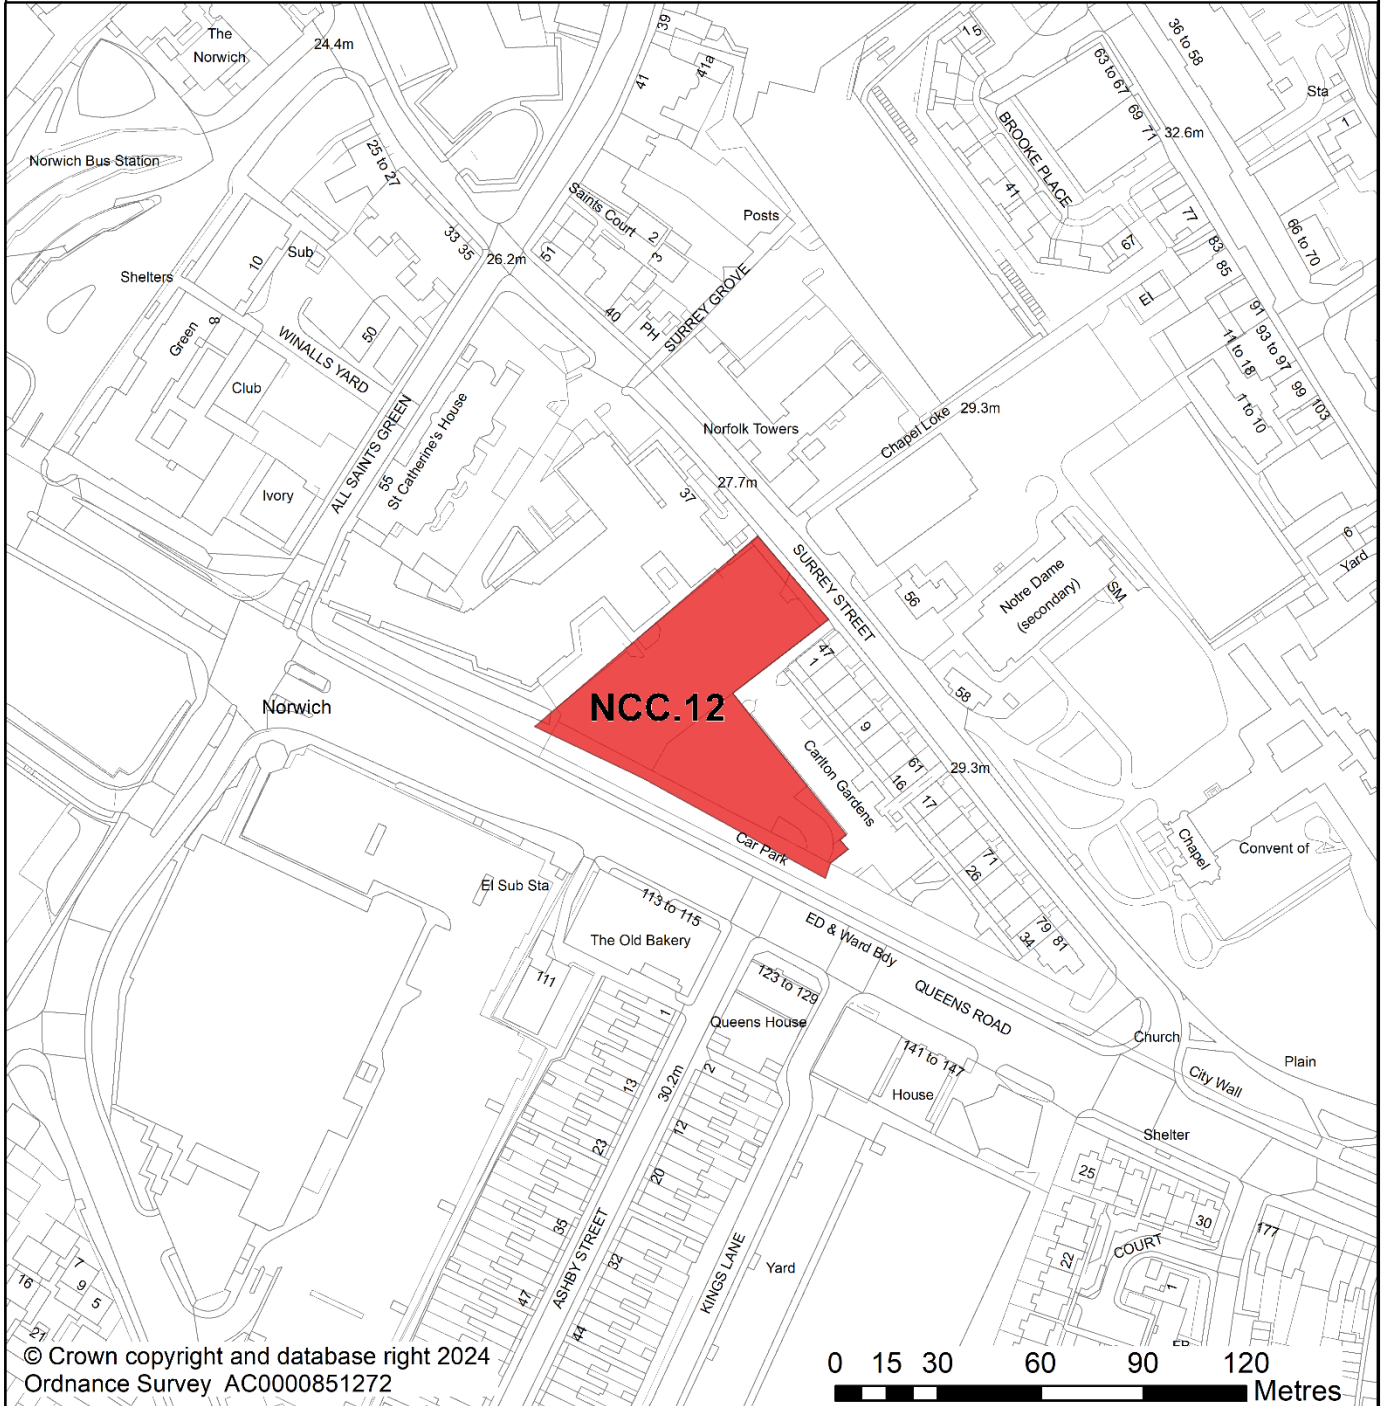 The
Norwich
24.4m
39
41
41a
1 5
36 to 58
63 to 67
69
71
Sta
1
32.6m
Norwich Bus Station
25 to 27
BROOKE PLACE
41
Saints Court
2
3
Posts
77
67
83
85
66 to 70
33 35
26.2m
51
Sub
10
Shelters
SURREY GROVE
El
40
PH
91
93 to 97
11 to 18
99
103
1 to 10
Green
8
WINALLS YARD
50
Club
ALL SAINTS GREEN
St Catherine's House
55
Ivory
Norfolk Towers
Chapel Loke
29.3m
27.7m
37
SURREY STREET
56
Notre Dame
(secondary)
SM
6
Yard
47
1
58
NCC.12
Norwich
9
Carlton Gardens
61
16
29.3m
17
Car Park
71
26
Chapel
Convent of
El Sub Sta
113 to 115
The Old Bakery
111
ED & Ward Bdy
79
81
34
123 to 129
Queens House
QUEENS ROAD
Church
Plain
City Wall
141 to 147
House
Shelter
1
13
30.2m
2
12
23
20
25
30
177
COURT
22
1
35
32
ASHBY STREET
KINGS LANE
Yard
47
44
7
9
5
16
21
© Crown copyright and database right 2024
Ordnance Survey AC0000851272
0 15 30 60 90 120
Metres